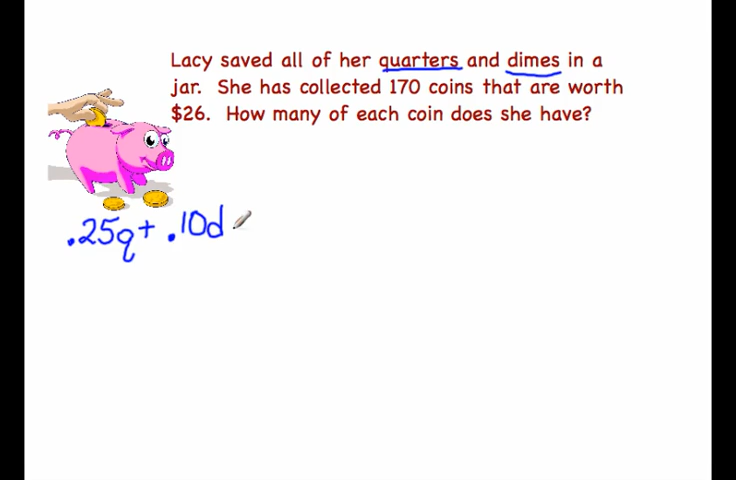 Lacy saved all of her quarters and dimes in a
jar. She has collected 170 coins that are worth
$26. How many of each coin does she have?
.25q + .10d